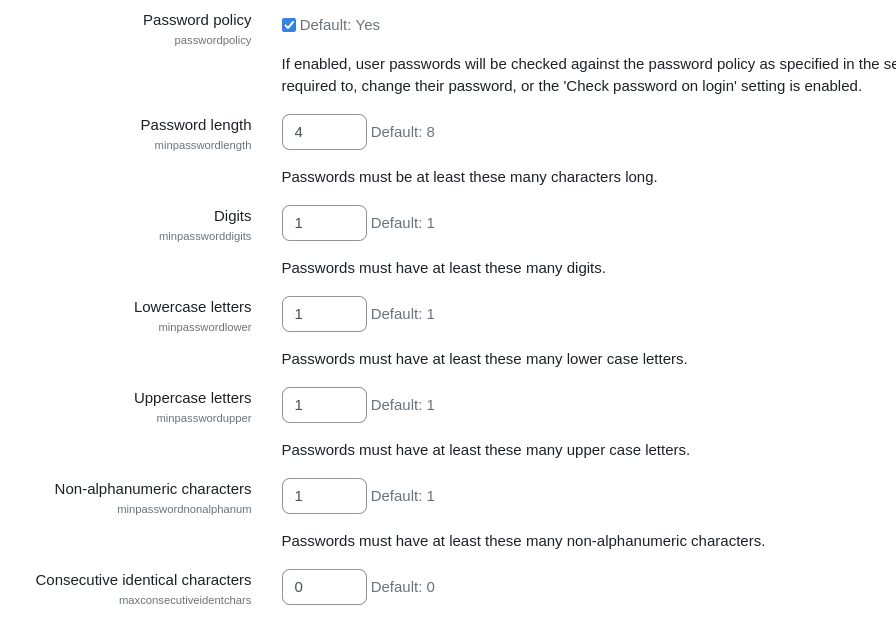 Password policy
passwordpolicy
Default: Yes
If enabled, user passwords will be checked against the password policy as specified in the
required to, change their password, or the 'Check password on login' setting is enabled.
Password length
minpasswordlength
4 Default: 8
Passwords must be at least these many characters long.
Digits
minpassworddigits
1 Default: 1
Passwords must have at least these many digits.
Lowercase letters
minpasswordlower
1 Default: 1
Passwords must have at least these many lower case letters.
Uppercase letters
minpasswordupper
1 Default: 1
Passwords must have at least these many upper case letters.
Non-alphanumeric characters
minpasswordnonalphanum
1 Default: 1
Passwords must have at least these many non-alphanumeric characters.
Consecutive identical characters
maxconsecutiveidentchars
0 Default: 0